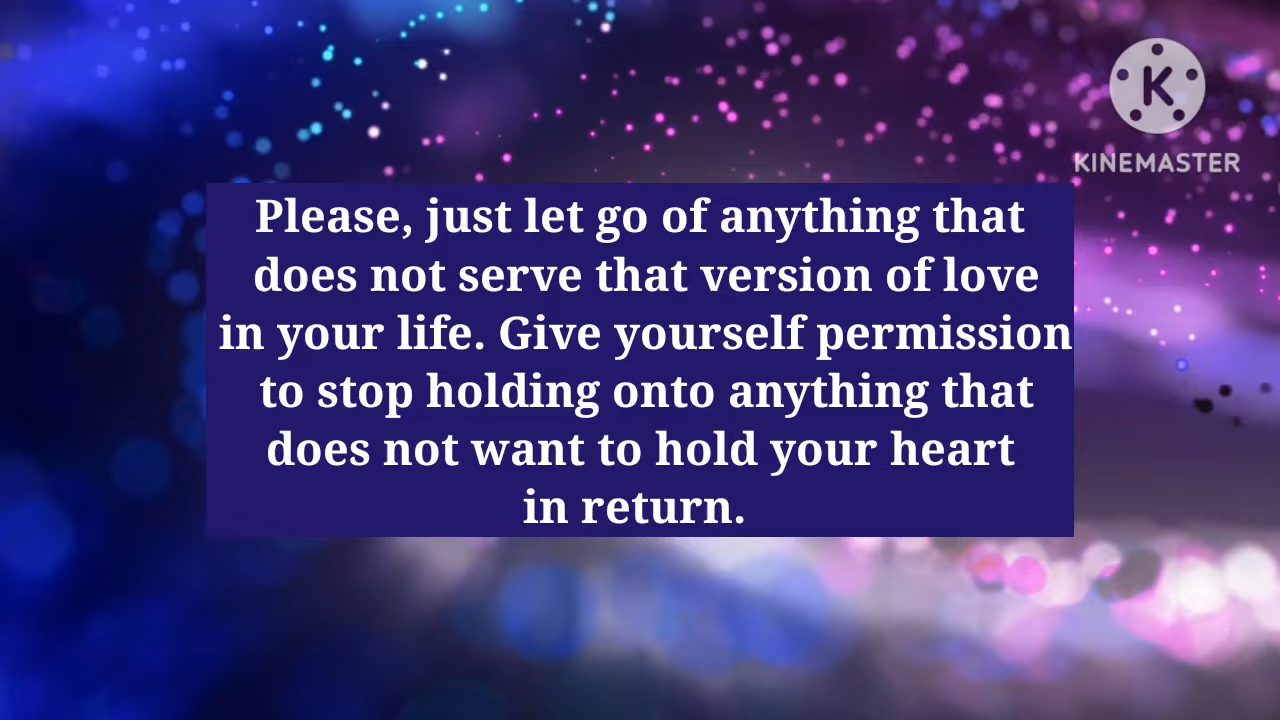 K
KINEMASTER
Please, just let go of anything that
does not serve that version of love
in your life. Give yourself permission
to stop holding onto anything that
does not want to hold your heart
in return.